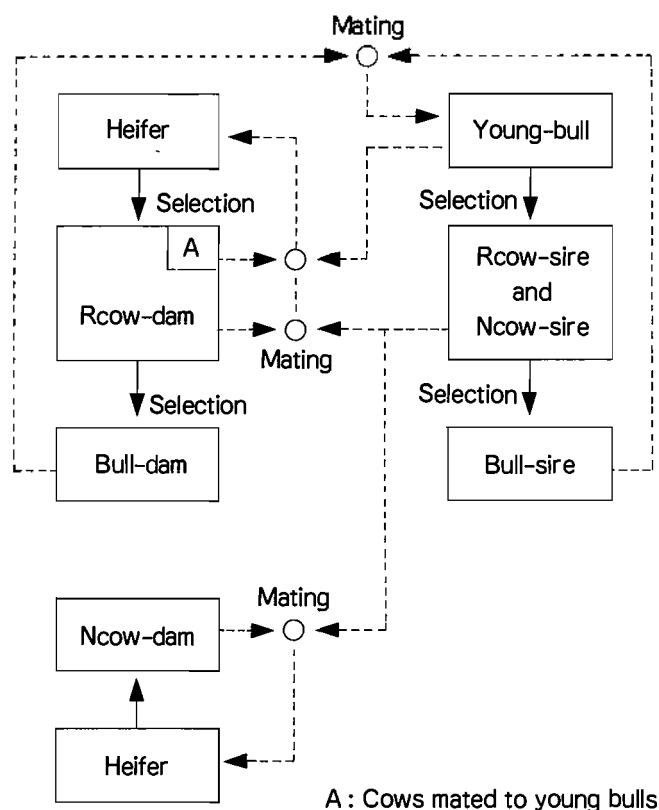 Mating
Heifer
Young-bull
Selection
Selection
A
Rcow-dam
Rcow-sire
and
Ncow-sire
Mating
Selection
Selection
Bull-dam
Bull-sire
Mating
Ncow-dam
Heifer
A : Cows mated to young bulls